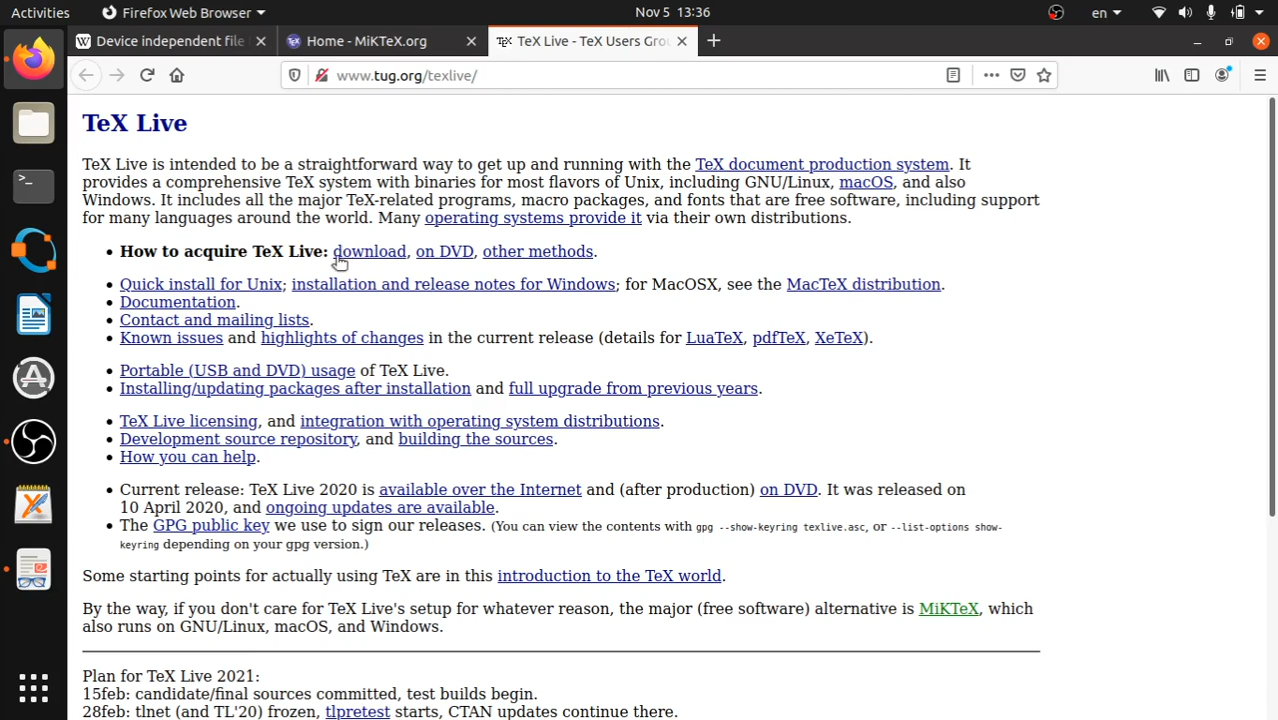 Activities Firefox Web Browser Nov 5 13:36 en
Device independent file Home - MiKTeX.org TeX Live - TeX Users Gro
www.tug.org/texlive/
TeX Live
TeX Live is intended to be a straightforward way to get up and running with the TeX document production system. It
provides a comprehensive TeX system with binaries for most flavors of Unix, including GNU/Linux, macOS, and also
Windows. It includes all the major TeX-related programs, macro packages, and fonts that are free software, including support
for many languages around the world. Many operating systems provide it via their own distributions.
• How to acquire TeX Live: download, on DVD, other methods.
• Quick install for Unix; installation and release notes for Windows; for MacOSX, see the MacTeX distribution.
• Documentation.
• Contact and mailing lists.
• Known issues and highlights of changes in the current release (details for LuaTeX, pdfTeX, XeTeX).
• Portable (USB and DVD) usage of TeX Live.
• Installing/updating packages after installation and full upgrade from previous years.
• TeX Live licensing, and integration with operating system distributions.
• Development source repository, and building the sources.
• How you can help.
• Current release: TeX Live 2020 is available over the Internet and (after production) on DVD. It was released on
10 April 2020, and ongoing updates are available.
• The GPG public key we use to sign our releases. (You can view the contents with gpg --show-keyring texlive.asc, or --list-options show-
keyring depending on your gpg version.)
Some starting points for actually using TeX are in this introduction to the TeX world.
By the way, if you don't care for TeX Live's setup for whatever reason, the major (free software) alternative is MiKTeX, which
also runs on GNU/Linux, macOS, and Windows.
Plan for TeX Live 2021:
15feb: candidate/final sources committed, test builds begin.
28feb: tlnet (and TL'20) frozen, tlpretest starts, CTAN updates continue there.